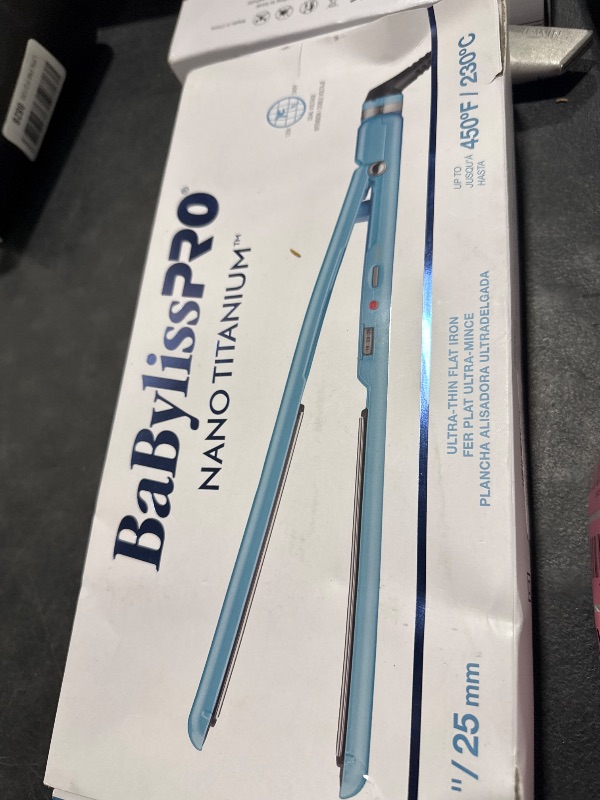 BaBylissPRO®
NANO TITANIUM™
UP TO
JUSQU'À
HASTA
450°F | 230°C
ULTRA-THIN FLAT IRON
FER PLAT ULTRA-MINCE
PLANCHA ALISADORA ULTRADELGADA
"/ 25 mm